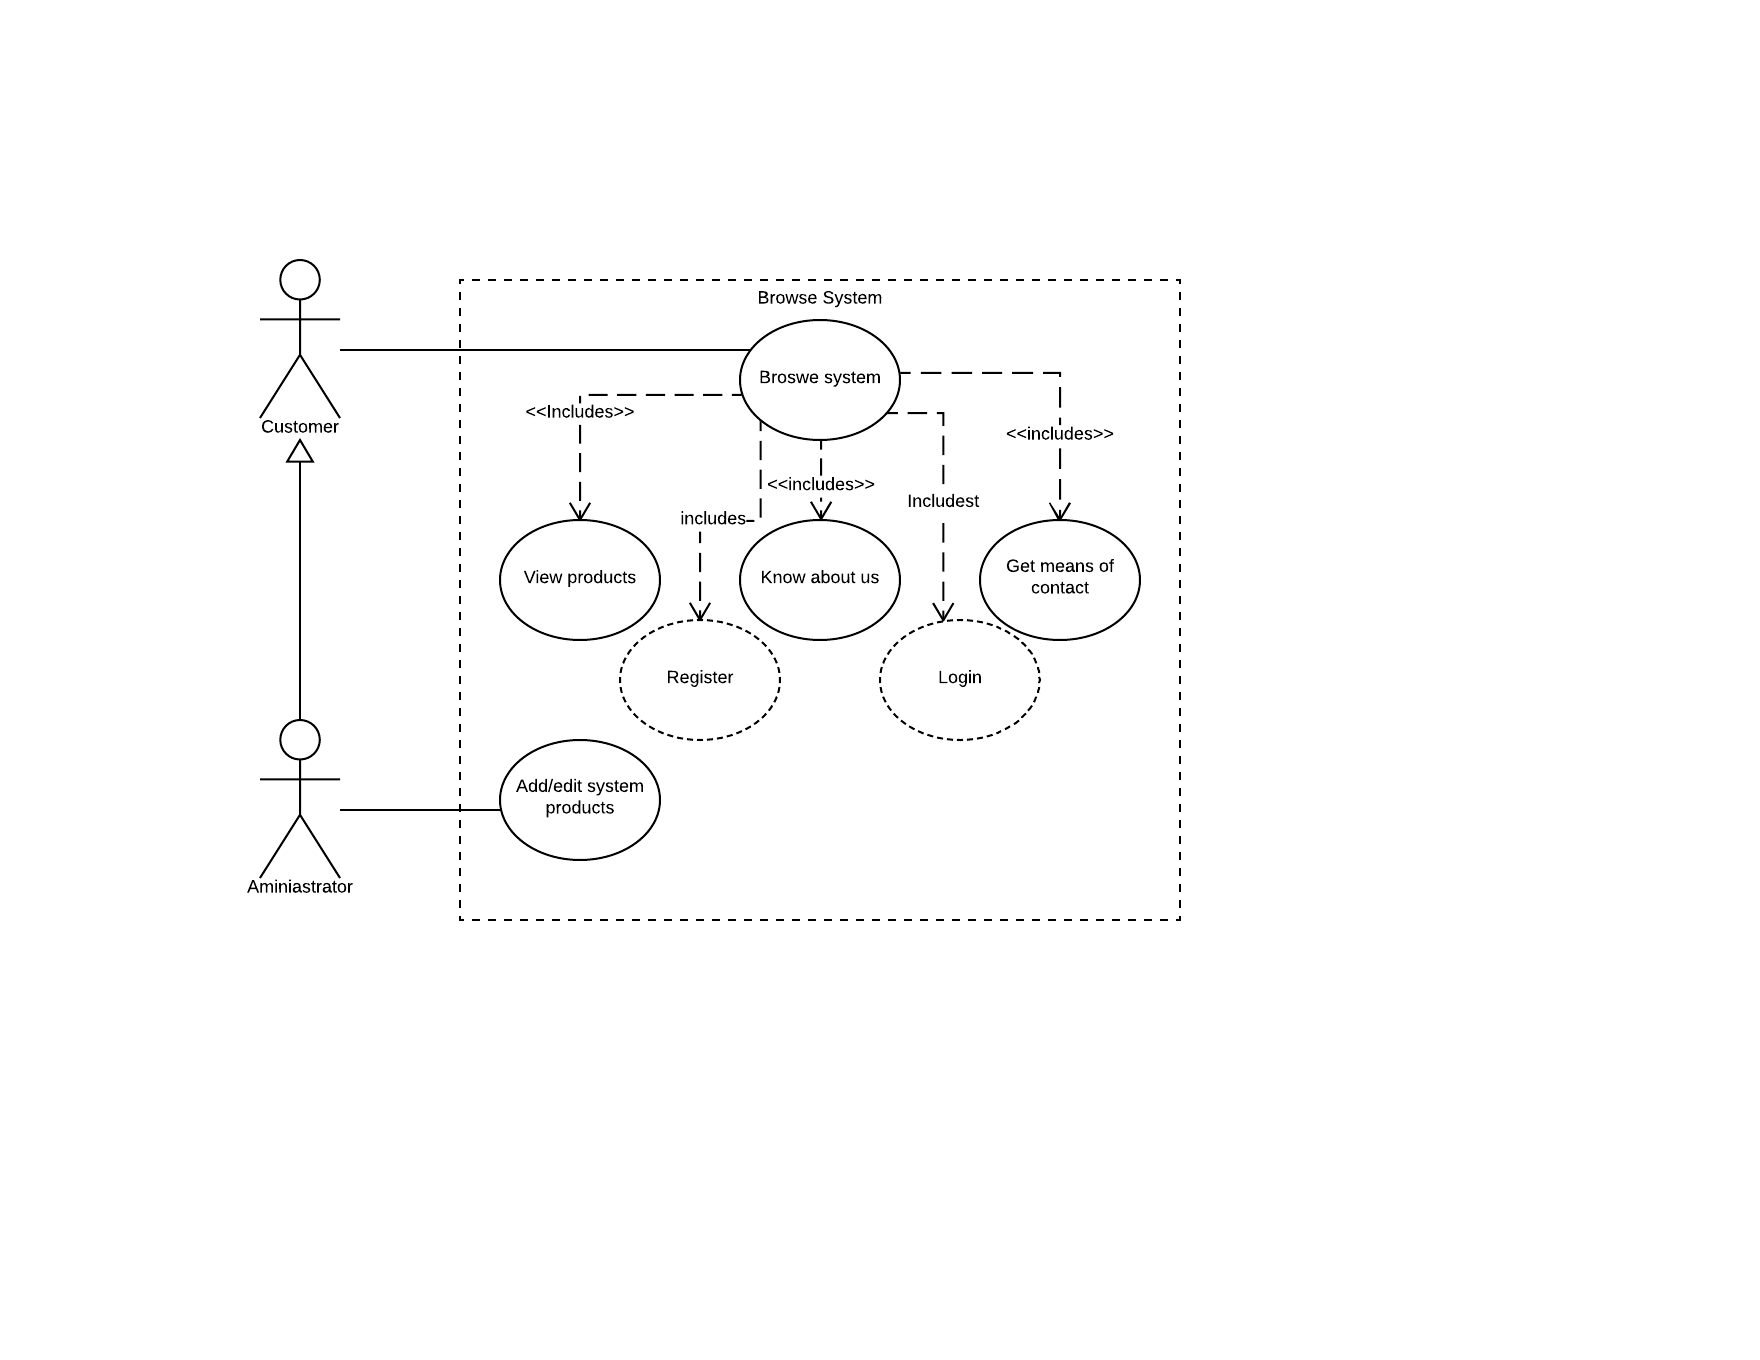 Browse System
Broswe system
Customer
<<Includes>>
<<includes>>
<<includes>>
Includest
includes
View products
Know about us
Get means of
contact
Register
Login
Add/edit system
products
Aminiastrator